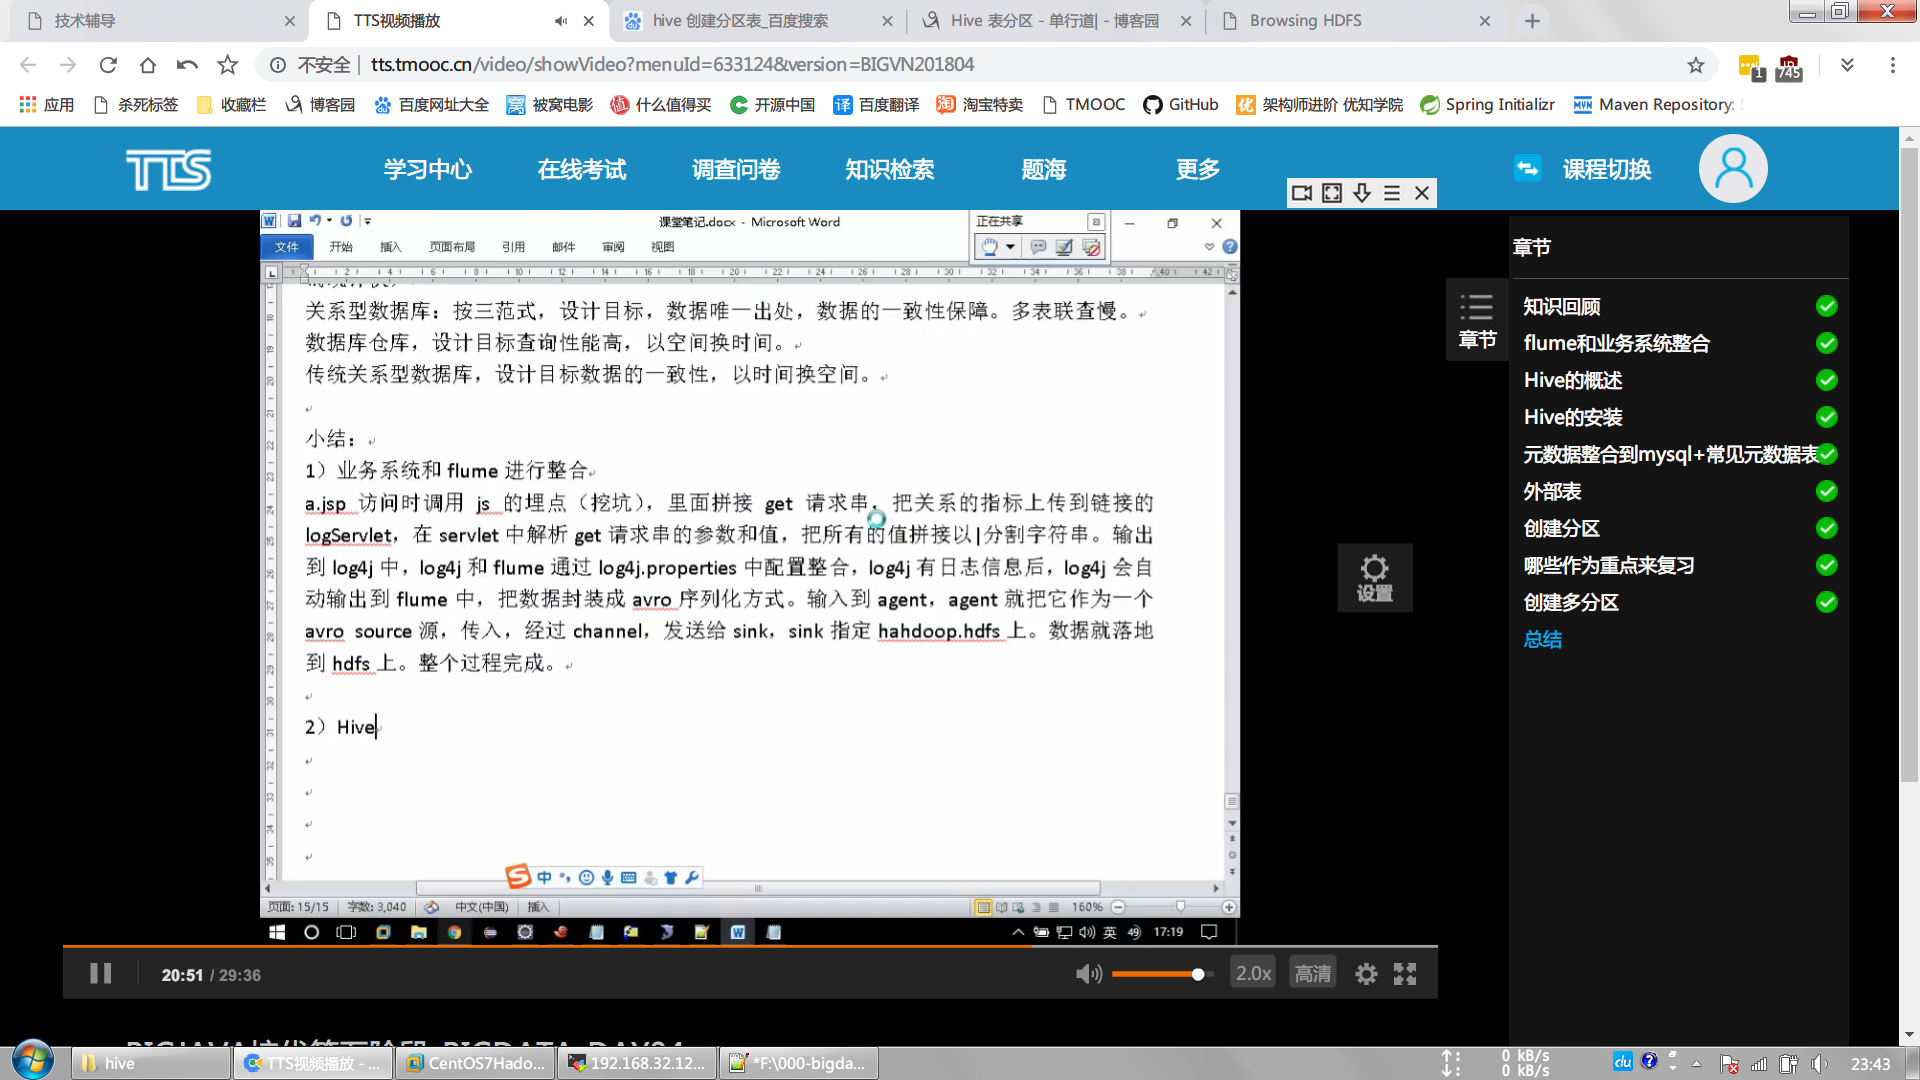 技术辅导
TTS视频播放
hive 创建分区表_百度搜索
Hive 表分区 - 单行道| - 博客园
Browsing HDFS
不安全 | tts.tmooc.cn/video/showVideo?menuId=633124&version=BIGVN201804
1
745
应用
杀死标签
收藏栏
博客园
百度网址大全
被窝电影
什么值得买
开源中国
百度翻译
淘宝特卖
TMOOC
GitHub
架构师进阶 优知学院
Spring Initializr
Maven Repository:
TTS
学习中心
在线考试
调查问卷
知识检索
题海
更多
课程切换
课堂笔记.docx - Microsoft Word
正在共享
文件
开始
插入
页面布局
引用
邮件
审阅
视图
关系型数据库：按三范式，设计目标，数据唯一出处，数据的一致性保障。多表联查慢。
数据库仓库，设计目标查询性能高，以空间换时间。
传统关系型数据库，设计目标数据的一致性，以时间换空间。
小结：
1）业务系统和 flume 进行整合
a.jsp 访问时调用 js 的埋点（挖坑），里面拼接 get 请求串，把关系的指标上传到链接的
logServlet，在 servlet 中解析 get 请求串的参数和值，把所有的值拼接以|分割字符串。输出
到 log4j 中，log4j 和 flume 通过 log4j.properties 中配置整合，log4j 有日志信息后，log4j 会自
动输出到 flume 中，把数据封装成 avro 序列化方式。输入到 agent，agent 就把它作为一个
avro source 源，传入，经过 channel，发送给 sink，sink 指定 hahdoop.hdfs 上。数据就落地
到 hdfs 上。整个过程完成。
2）Hive
中
页面: 15/15
字数: 3,040
中文(中国)
插入
160%
英
49
17:19
设置
章节
章节
知识回顾
flume和业务系统整合
Hive的概述
Hive的安装
元数据整合到mysql+常见元数据表
外部表
创建分区
哪些作为重点来复习
创建多分区
总结
20:51 / 29:36
2.0x
高清
hive
TTS视频播放 - ...
CentOS7Hado...
192.168.32.12...
*F:\000-bigda...
0 kB/s
0 kB/s
du
23:43